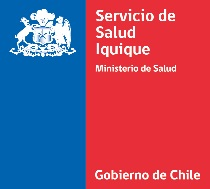 Servicio de
Salud
Iquique
Ministerio de Salud
Gobierno de Chile